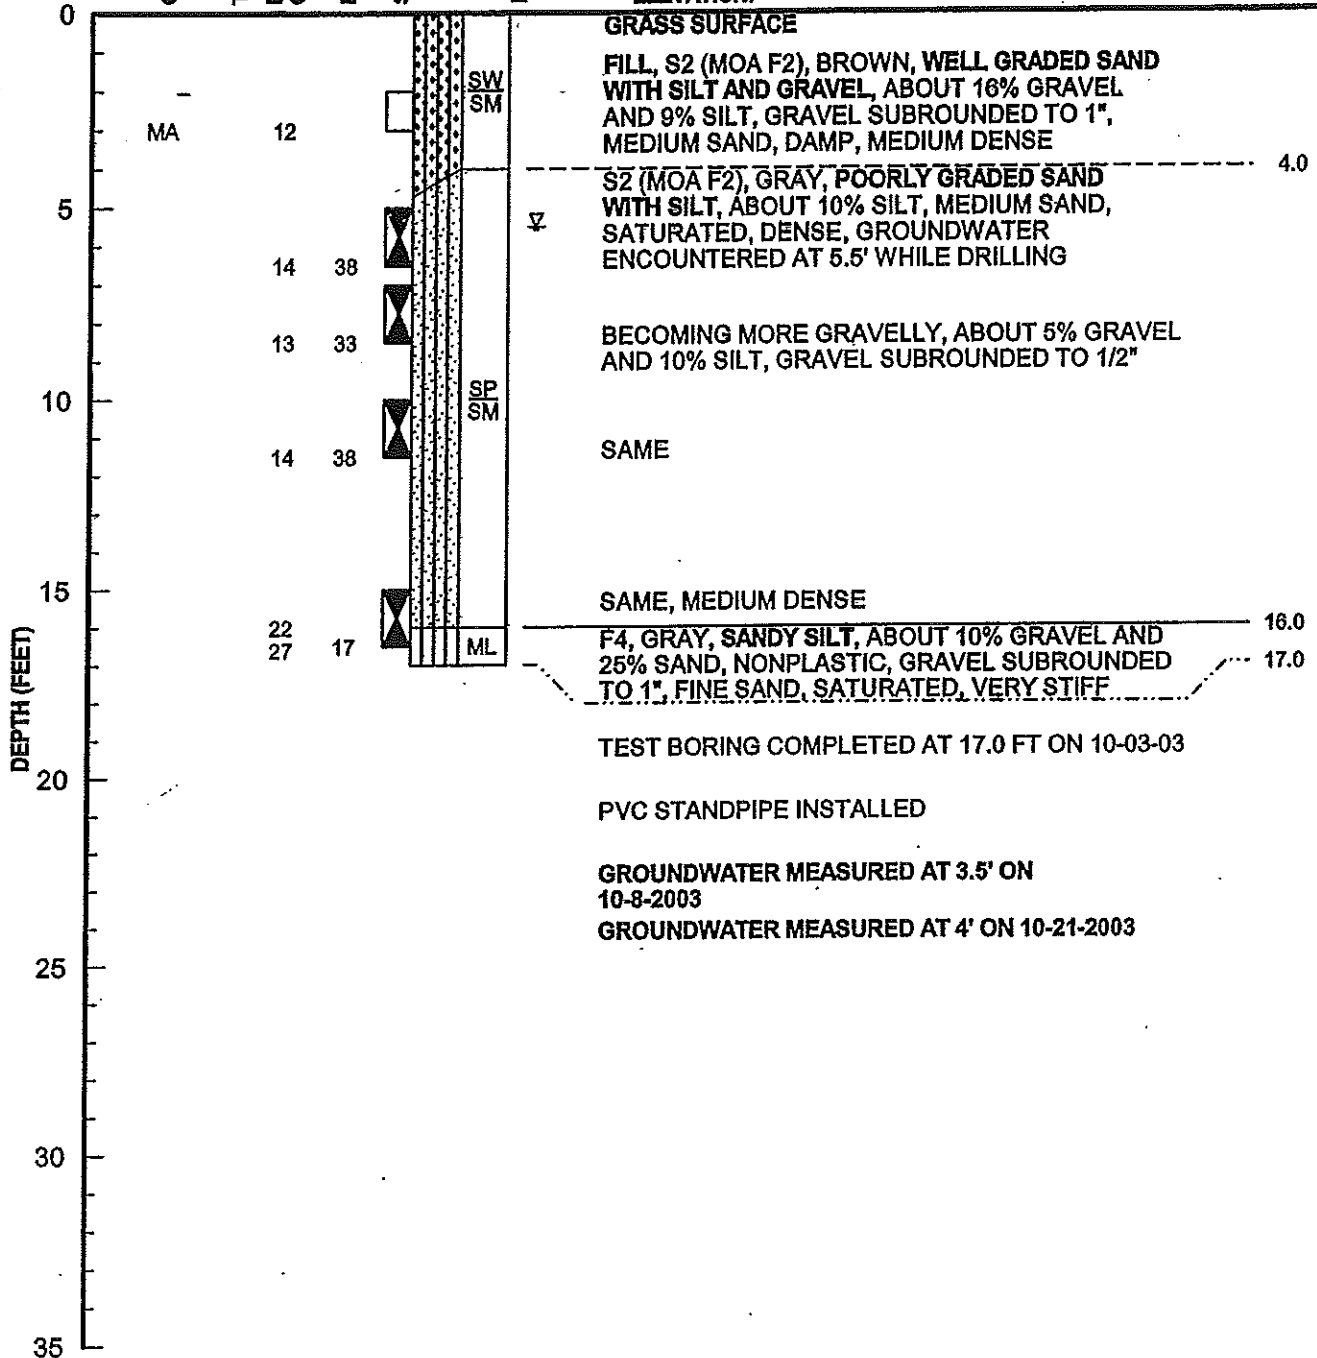 0
GRASS SURFACE
FILL, S2 (MOA F2), BROWN, WELL GRADED SAND
WITH SILT AND GRAVEL, ABOUT 16% GRAVEL
AND 9% SILT, GRAVEL SUBROUNDED TO 1",
MEDIUM SAND, DAMP, MEDIUM DENSE
SW
SM
MA 12
4.0
S2 (MOA F2), GRAY, POORLY GRADED SAND
WITH SILT, ABOUT 10% SILT, MEDIUM SAND,
SATURATED, DENSE, GROUNDWATER
ENCOUNTERED AT 5.5' WHILE DRILLING
5
14 38
BECOMING MORE GRAVELLY, ABOUT 5% GRAVEL
AND 10% SILT, GRAVEL SUBROUNDED TO 1/2"
13 33
10
SP
SM
14 38
SAME
15
SAME, MEDIUM DENSE
16.0
22
27 17
ML
F4, GRAY, SANDY SILT, ABOUT 10% GRAVEL AND
25% SAND, NONPLASTIC, GRAVEL SUBROUNDED
TO 1", FINE SAND, SATURATED, VERY STIFF
17.0
DEPTH (FEET)
TEST BORING COMPLETED AT 17.0 FT ON 10-03-03
20
PVC STANDPIPE INSTALLED
GROUNDWATER MEASURED AT 3.5' ON
10-8-2003
GROUNDWATER MEASURED AT 4' ON 10-21-2003
25
30
35